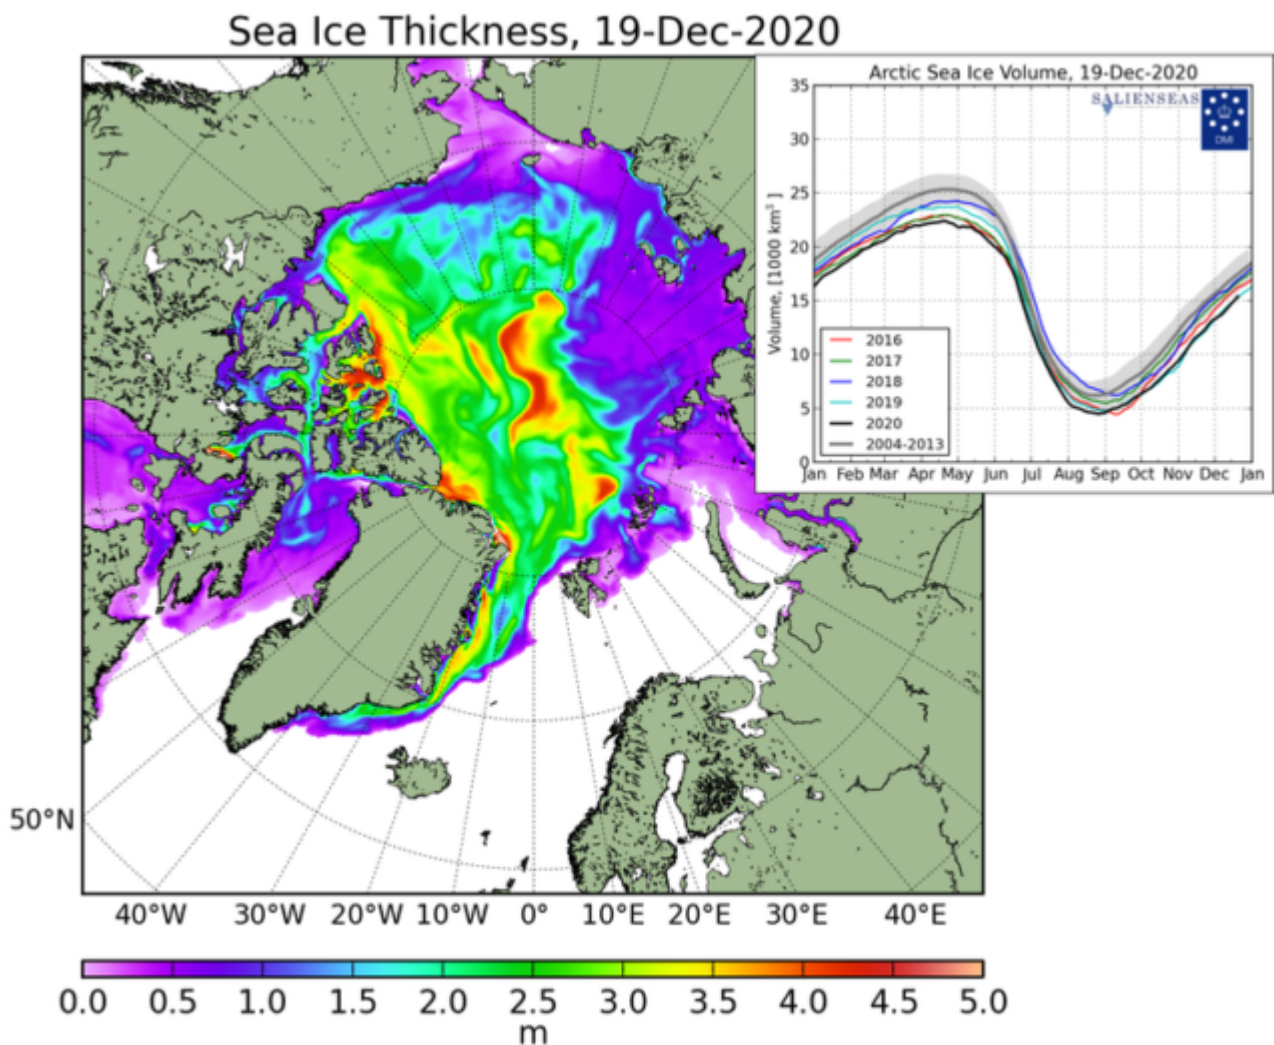 Sea Ice Thickness, 19-Dec-2020
Arctic Sea Ice Volume, 19-Dec-2020
SALIENSEAS
DMI
Volume, [1000 km³ ]
35
30
25
20
15
10
5
0
2016
2017
2018
2019
2020
2004-2013
Jan Feb Mar Apr May Jun Jul Aug Sep Oct Nov Dec Jan
50°N
40°W 30°W 20°W 10°W 0° 10°E 20°E 30°E 40°E
0.0 0.5 1.0 1.5 2.0 2.5 3.0 3.5 4.0 4.5 5.0
m